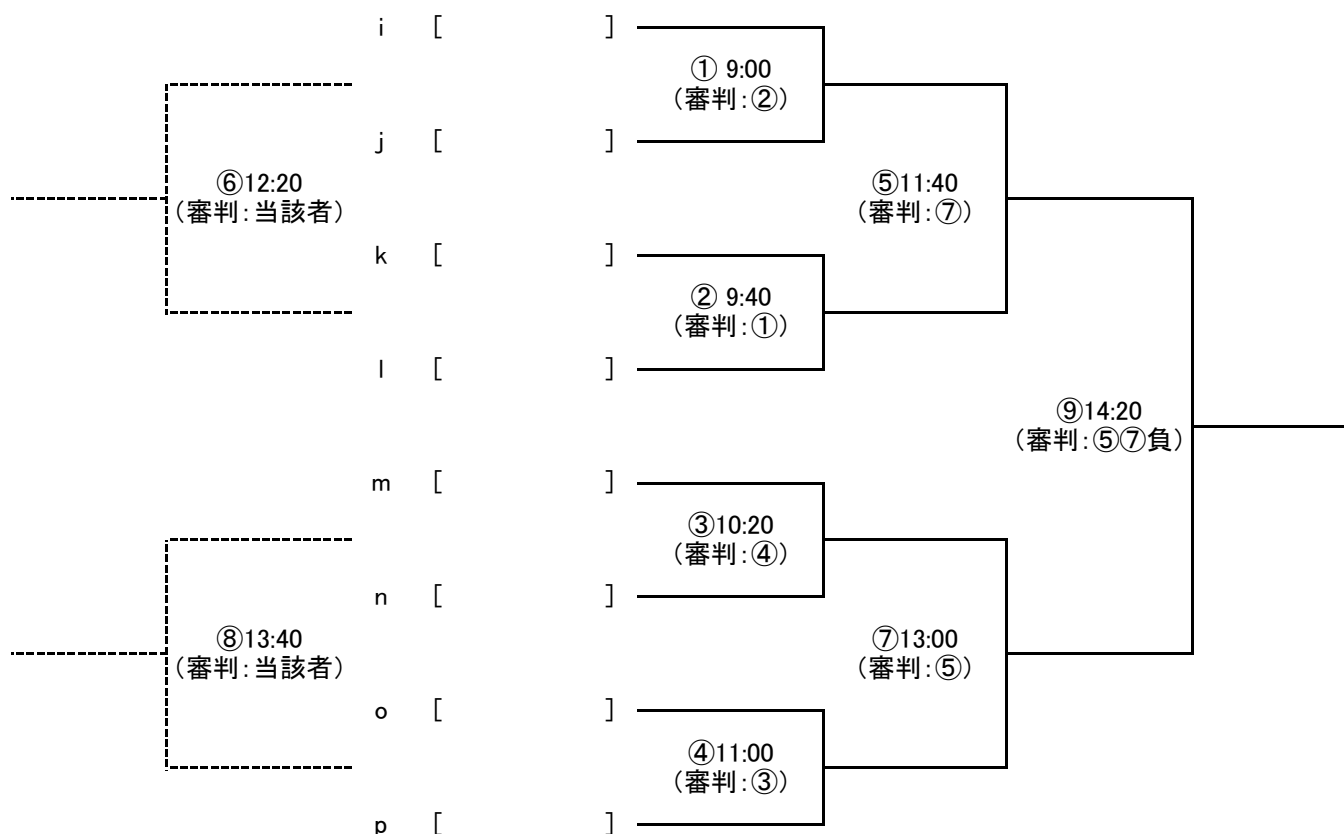 i [ ]
① 9:00
(審判:②)
j [ ]
⑥12:20
(審判:当該者)
⑤11:40
(審判:⑦)
k [ ]
② 9:40
(審判:①)
l [ ]
⑨14:20
(審判:⑤⑦負)
m [ ]
③10:20
(審判:④)
n [ ]
⑧13:40
(審判:当該者)
⑦13:00
(審判:⑤)
o [ ]
④11:00
(審判:③)
p [ ]